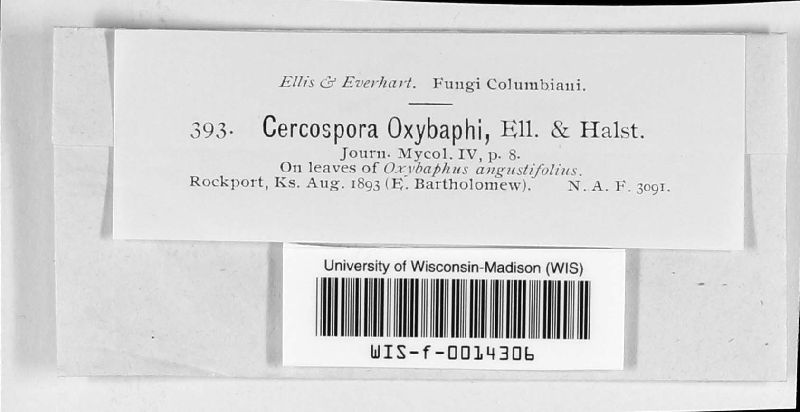 Ellis & Everhart. Fungi Columbiani.
393. Cercospora Oxybaphi, Ell. & Halst.
Journ. Mycol. IV, p. 8.
On leaves of Oxybaphus angustifolius.
Rockport, Ks. Aug. 1893 (E. Bartholomew). N. A. F. 3091.
University of Wisconsin-Madison (WIS)
WIS-f-0014306